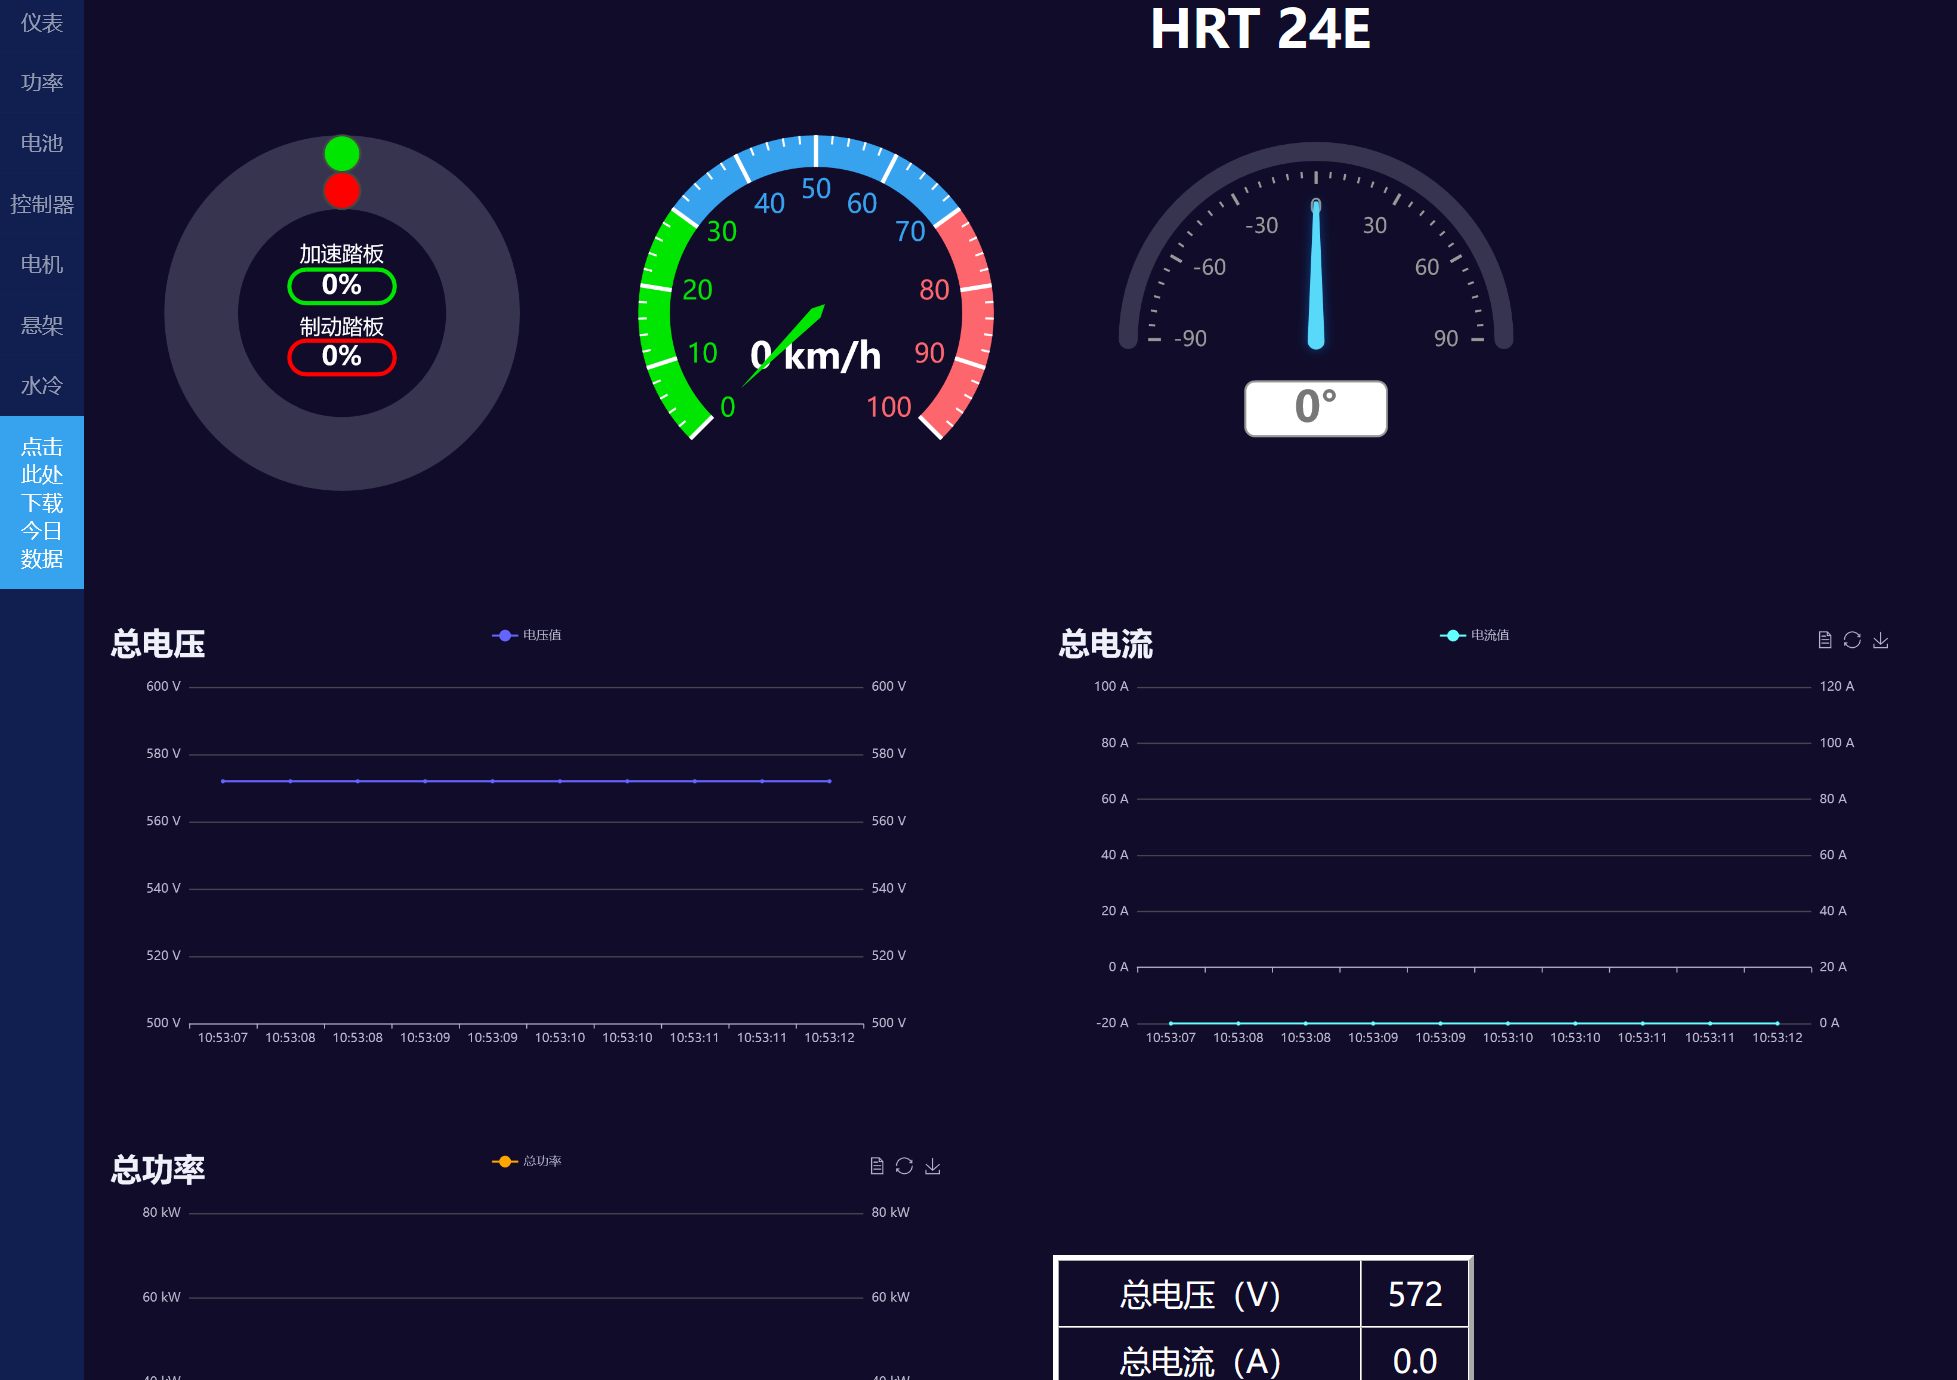 HRT 24E
仪表
功率
电池
控制器
电机
悬架
水冷
点击
此处
下载
今日
数据
加速踏板
0%
制动踏板
0%
0
10
20
30
40
50
60
70
80
90
100
0 km/h
-90
-60
-30
0
30
60
90
0°
总电压
电压值
600 V
580 V
560 V
540 V
520 V
500 V
600 V
580 V
560 V
540 V
520 V
500 V
10:53:07 10:53:08 10:53:08 10:53:09 10:53:09 10:53:10 10:53:10 10:53:11 10:53:11 10:53:12
总电流
电流值
100 A
80 A
60 A
40 A
20 A
0 A
-20 A
120 A
100 A
80 A
60 A
40 A
20 A
0 A
10:53:07 10:53:08 10:53:08 10:53:09 10:53:09 10:53:10 10:53:10 10:53:11 10:53:11 10:53:12
总功率
总功率
80 kW
60 kW
40 kW
80 kW
60 kW
40 kW
总电压（V） 572
总电流（A） 0.0